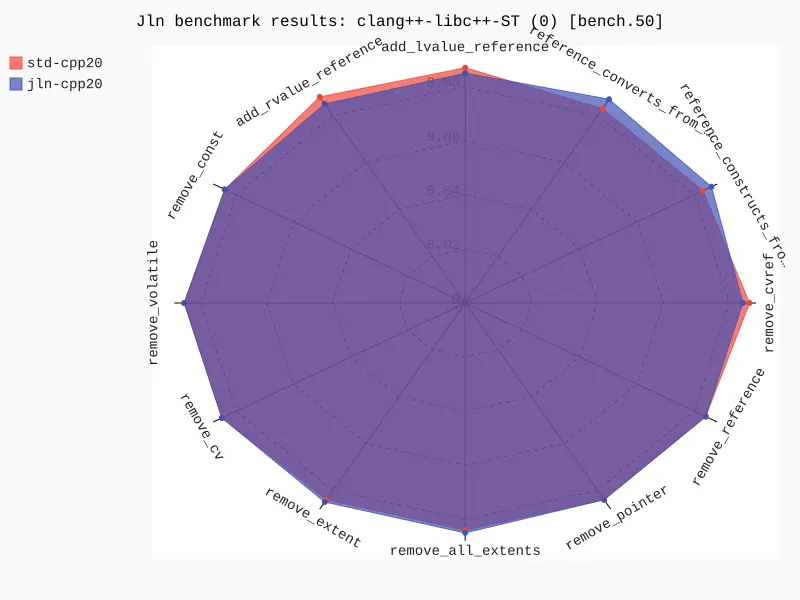 Jln benchmark results: clang++-libc++-ST (0) [bench.50]
std-cpp20
jln-cpp20
add_lvalue_reference
reference_converts_from_…
reference_constructs_fro…
remove_cvref
remove_reference
remove_pointer
remove_all_extents
remove_extent
remove_cv
remove_volatile
remove_const
add_rvalue_reference
0.08
0.06
0.04
0.02
0